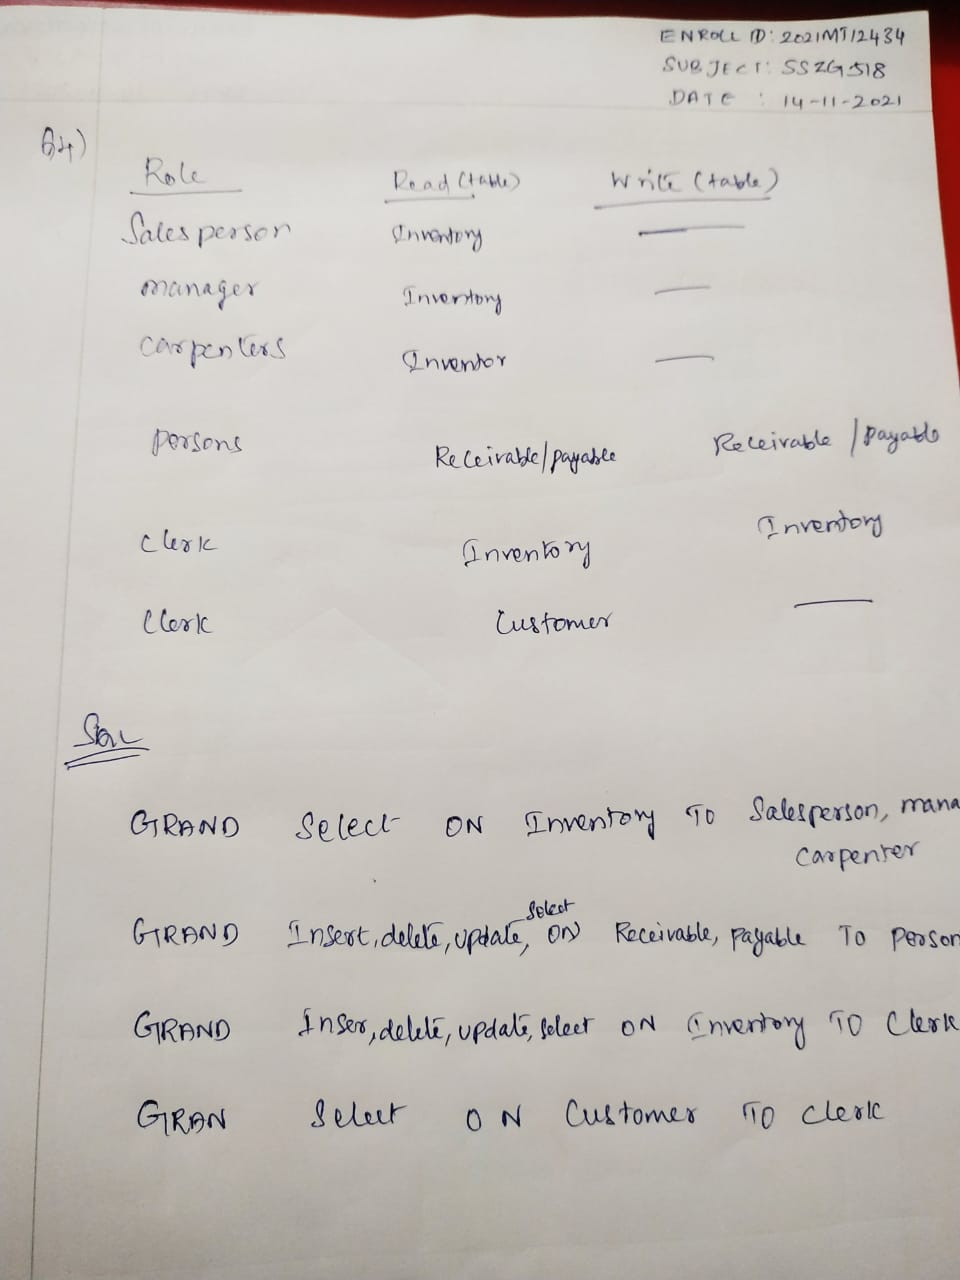 ENROLL ID: 2021MT12434
SUBJECT: SSZG518
DATE : 14-11-2021
Q4)
Role Read (table) Write (table)
Salesperson Inventory —
manager Inventory —
Carpenters Inventor —
persons Receivable/payable Receivable/payable
Clerk Inventory Inventory
Clerk Customer —
SQL
GRAND Select ON Inventory TO Salesperson, mana
Carpenter
GRAND Insert, delete, update, select ON Receivable, payable TO person
GRAND Inser, delete, update, select ON Inventory TO Clerk
GRAN Select ON Customer TO Clerk